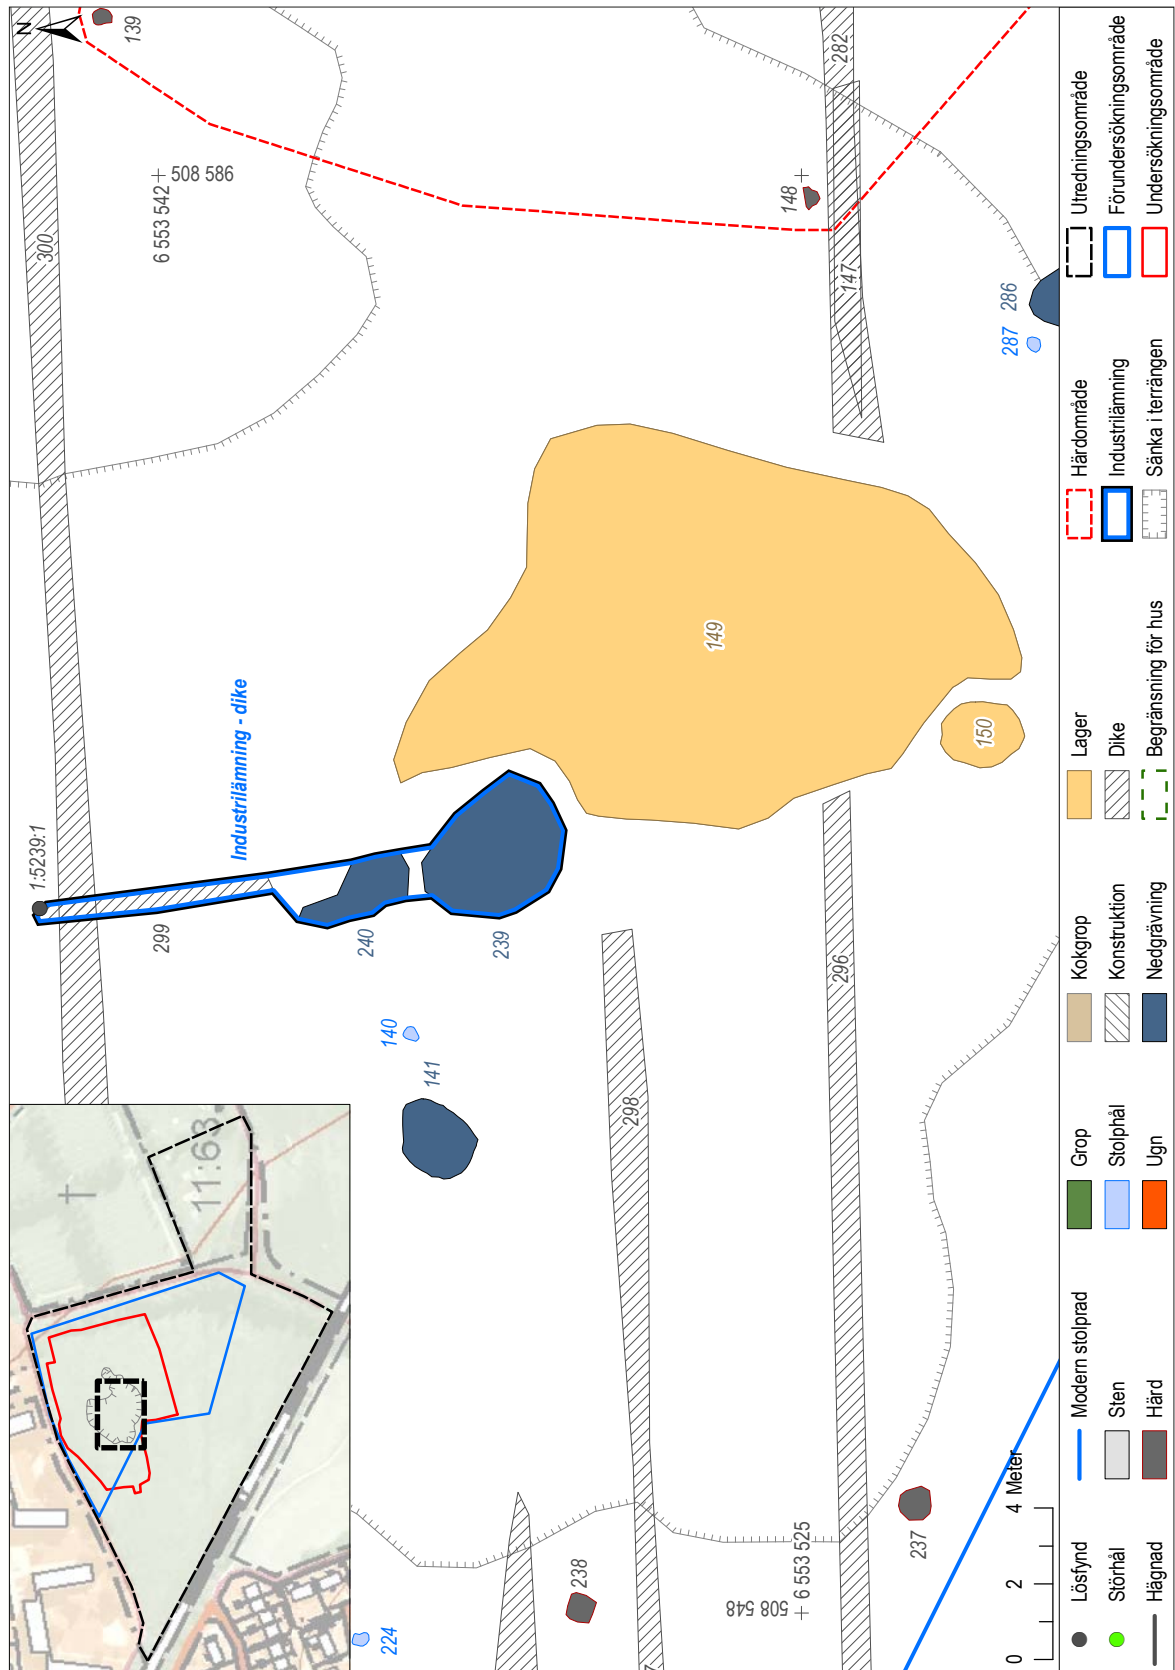 N
139
300
6 553 542
508 586
282
148
147
286
287
149
150
Industrilämning - dike
1:5239:1
299
240
239
140
141
296
298
11:63
224
238
237
508 548
6 553 525
7
0 2 4 Meter
Lösfynd
Störhål
Hägnad
Modern stolprad
Sten
Härd
Grop
Stolphål
Ugn
Kokgrop
Konstruktion
Nedgrävning
Lager
Dike
Begränsning för hus
Härdområde
Industrilämning
Sänka i terrängen
Utredningsområde
Förundersökningsområde
Undersökningsområde